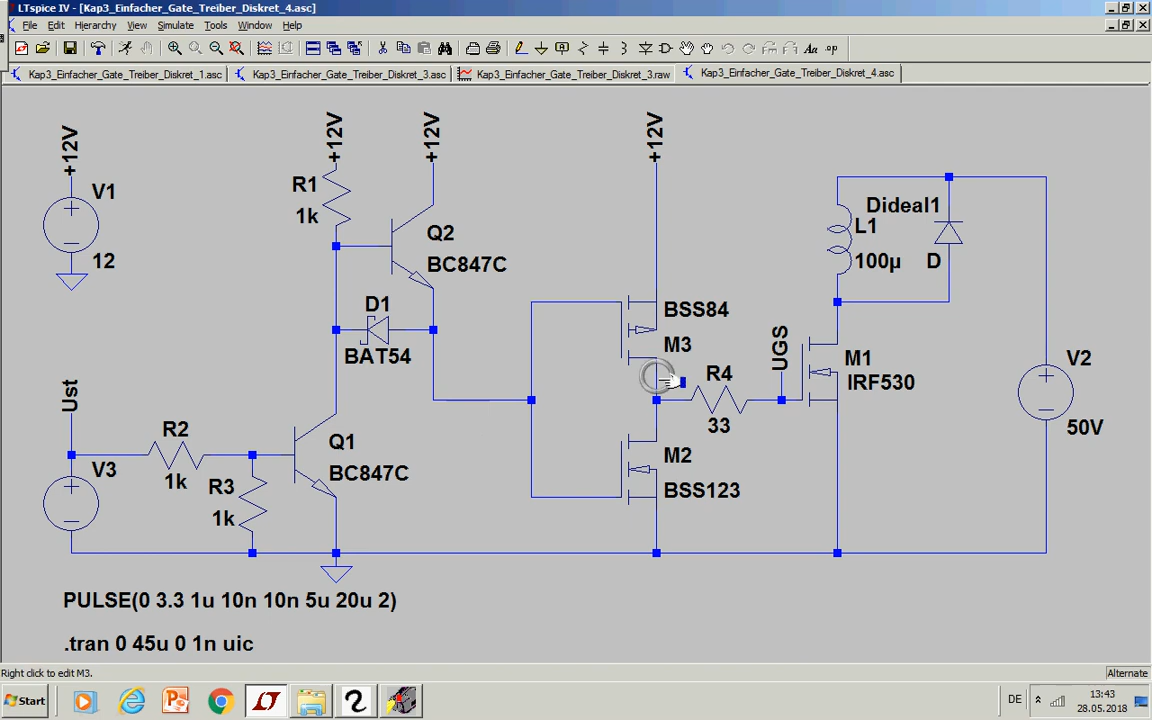 LTspice IV - [Kap3_Einfacher_Gate_Treiber_Diskret_4.asc]
File Edit Hierarchy View Simulate Tools Window Help
Aa .op
Kap3_Einfacher_Gate_Treiber_Diskret_1.asc Kap3_Einfacher_Gate_Treiber_Diskret_3.asc Kap3_Einfacher_Gate_Treiber_Diskret_3.raw Kap3_Einfacher_Gate_Treiber_Diskret_4.asc
+12V +12V +12V +12V
V1
12
R1
1k
Q2
BC847C
D1
BAT54
Dideal1
L1
100µ D
BSS84
M3
UGS
R4
33
M1
IRF530
V2
50V
Ust
R2
1k
V3
R3
1k
Q1
BC847C
M2
BSS123
PULSE(0 3.3 1u 10n 10n 5u 20u 2)
.tran 0 45u 0 1n uic
Right click to edit M3. Alternate
Start DE 13:43
28.05.2018